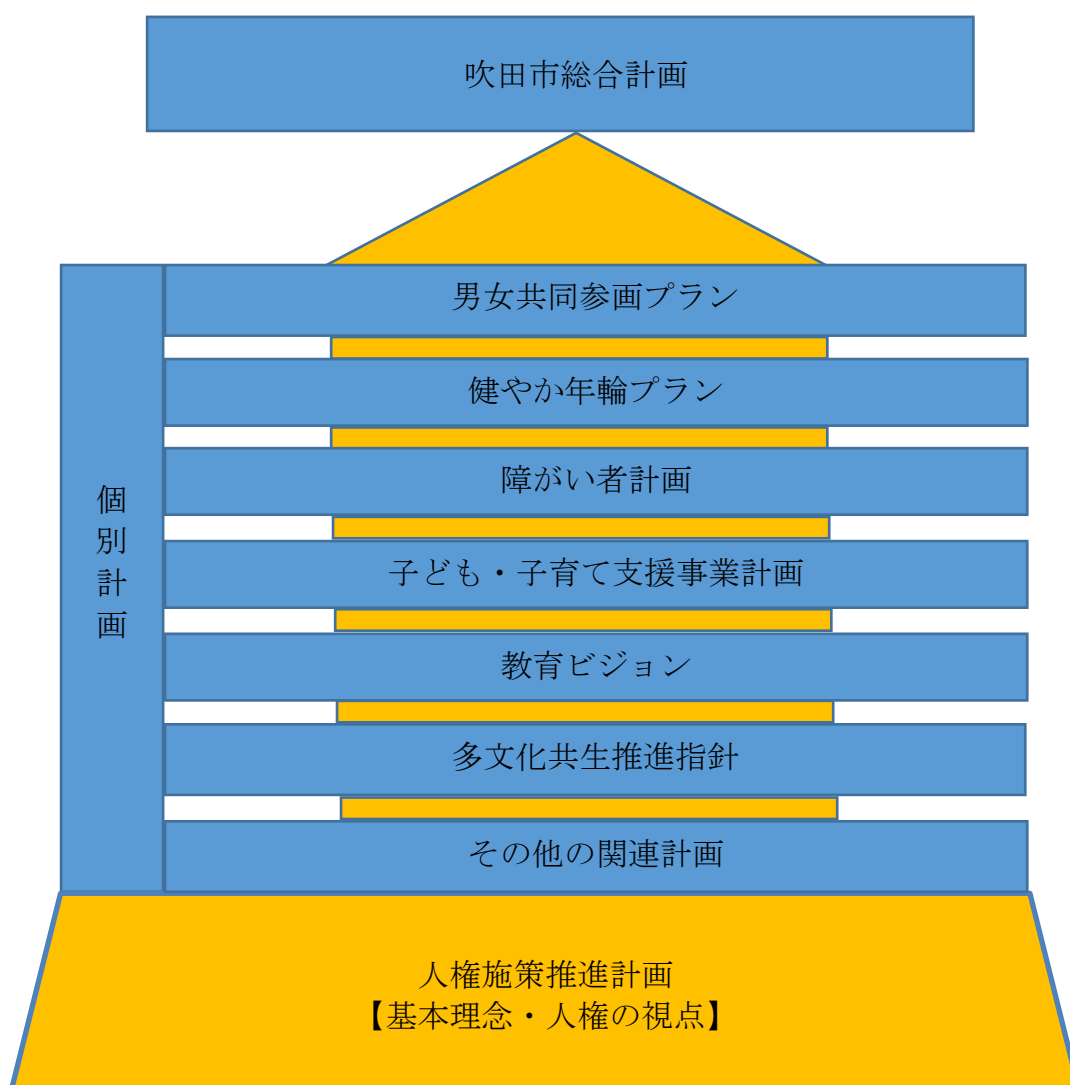 吹田市総合計画
個別計画
男女共同参画プラン
健やか年輪プラン
障がい者計画
子ども・子育て支援事業計画
教育ビジョン
多文化共生推進指針
その他の関連計画
人権施策推進計画
【基本理念・人権の視点】